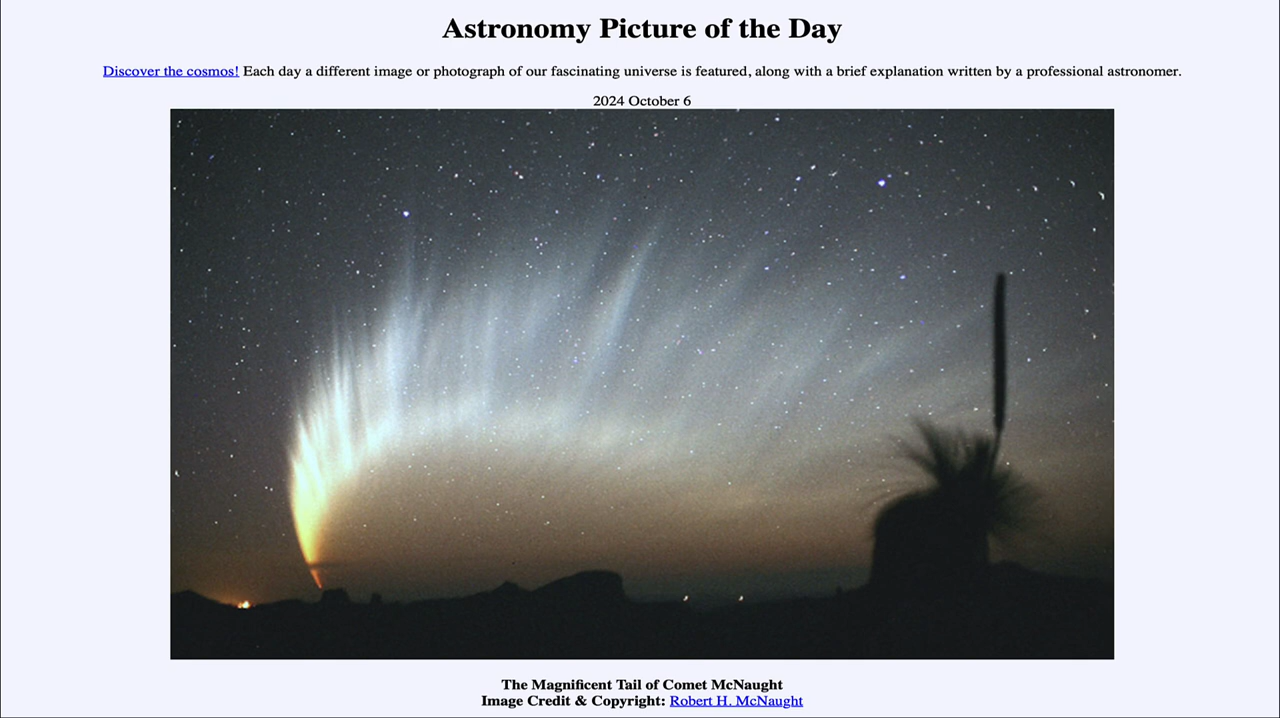 Astronomy Picture of the Day
Discover the cosmos! Each day a different image or photograph of our fascinating universe is featured, along with a brief explanation written by a professional astronomer.
2024 October 6
The Magnificent Tail of Comet McNaught
Image Credit & Copyright: Robert H. McNaught